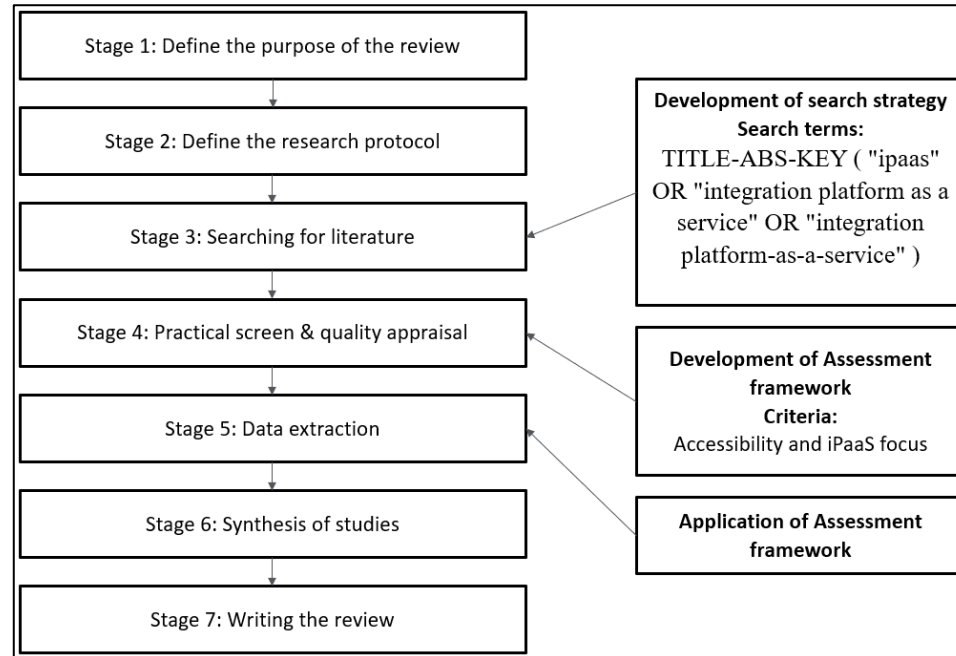 Stage 1: Define the purpose of the review
Stage 2: Define the research protocol
Stage 3: Searching for literature
Stage 4: Practical screen & quality appraisal
Stage 5: Data extraction
Stage 6: Synthesis of studies
Stage 7: Writing the review
Development of search strategy
Search terms:
TITLE-ABS-KEY ( "ipaas"
OR "integration platform as a
service" OR "integration
platform-as-a-service" )
Development of Assessment
framework
Criteria:
Accessibility and iPaaS focus
Application of Assessment
framework